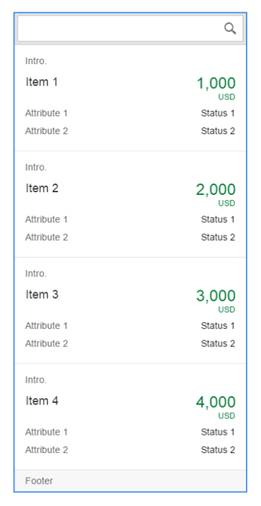 Intro.
Item 1 1,000
USD
Attribute 1 Status 1
Attribute 2 Status 2
Intro.
Item 2 2,000
USD
Attribute 1 Status 1
Attribute 2 Status 2
Intro.
Item 3 3,000
USD
Attribute 1 Status 1
Attribute 2 Status 2
Intro.
Item 4 4,000
USD
Attribute 1 Status 1
Attribute 2 Status 2
Footer